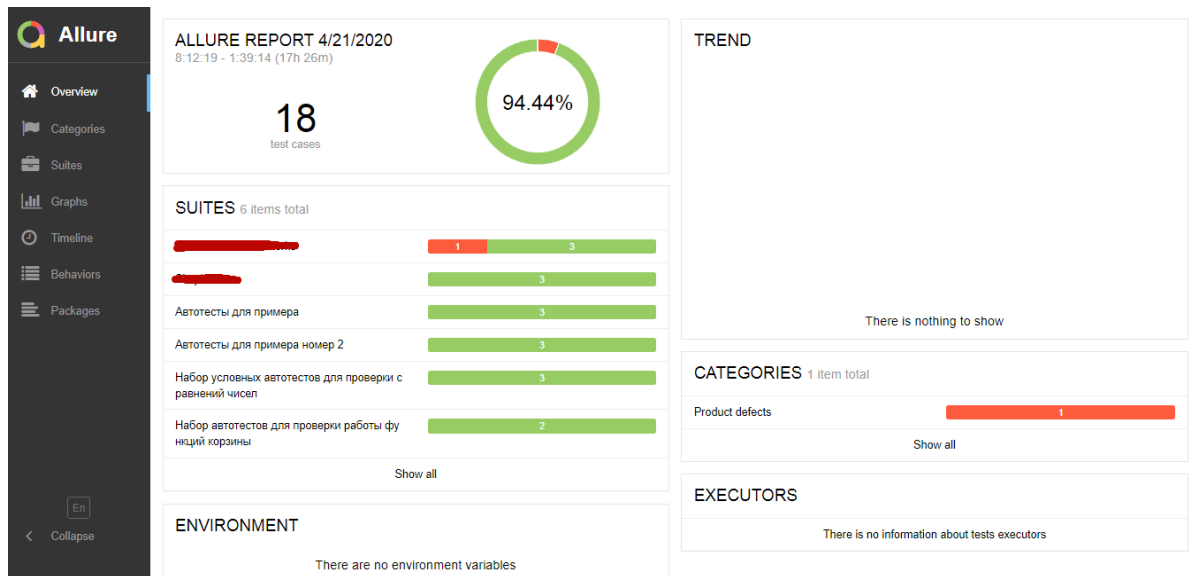 Allure
Overview
Categories
Suites
Graphs
Timeline
Behaviors
Packages
En
Collapse
ALLURE REPORT 4/21/2020
8:12:19 - 1:39:14 (17h 26m)
18
test cases
94.44%
SUITES 6 items total
1 3
3
Автотесты для примера 3
Автотесты для примера номер 2 3
Набор условных автотестов для проверки с 3
равнений чисел
Набор автотестов для проверки работы фу 2
нкций корзины
Show all
ENVIRONMENT
There are no environment variables
TREND
There is nothing to show
CATEGORIES 1 item total
Product defects 1
Show all
EXECUTORS
There is no information about tests executors